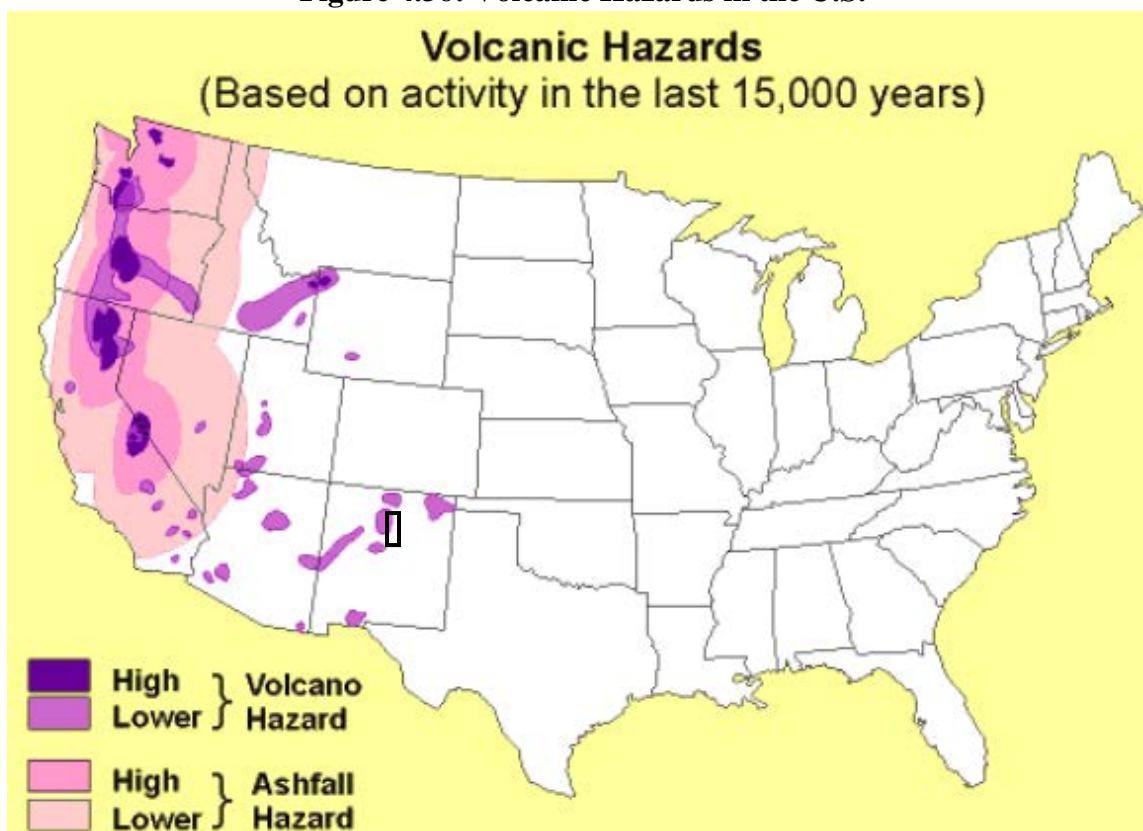 Volcanic Hazards
(Based on activity in the last 15,000 years)
High } Volcano
Lower } Hazard
High } Ashfall
Lower } Hazard